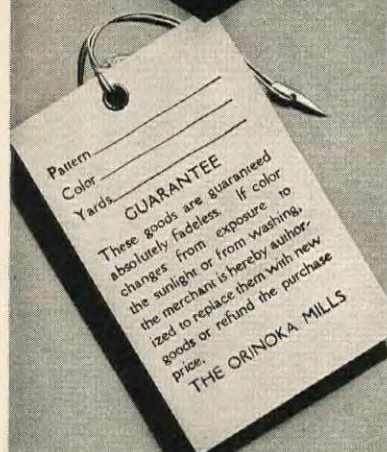 Pattern
Color
Yards
GUARANTEE
These goods are guaranteed
absolutely fadeless. If color
changes from exposure to
the sunlight or from washing,
the merchant is hereby author-
ized to replace them with new
goods or refund the purchase
price.
THE ORINOKA MILLS